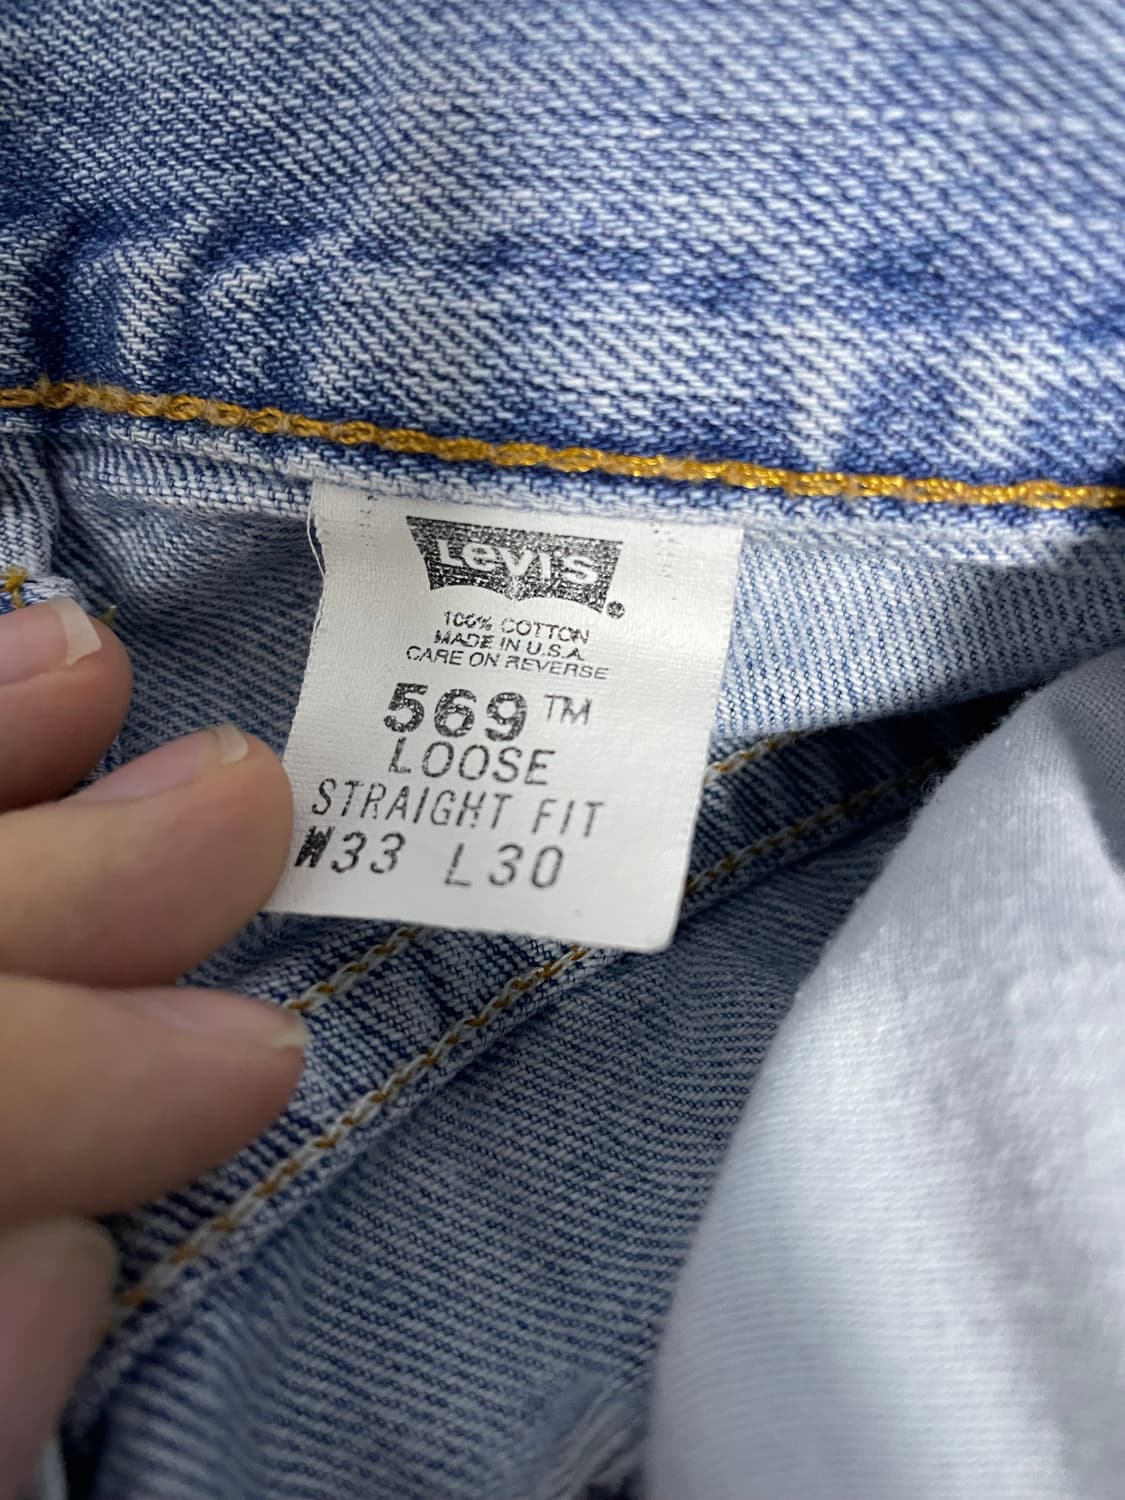 Levi's®
100% COTTON
MADE IN U.S.A.
CARE ON REVERSE
569™
LOOSE
STRAIGHT FIT
W33 L30